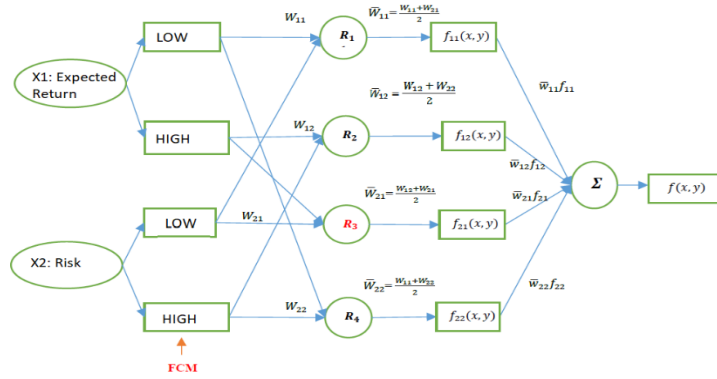 X1: Expected
Return
X2: Risk
LOW
HIGH
LOW
HIGH
FCM
W₁₁
W₁₂
W₂₁
W₂₂
R₁
R₂
R₃
R₄
W̅₁₁ = (W₁₁+W₂₁)/2
W̅₁₂ = (W₁₂ + W₂₂)/2
W̅₂₁ = (W₁₂+W₂₁)/2
W̅₂₂ = (W₁₁+W₂₂)/2
f₁₁(x, y)
f₁₂(x, y)
f₂₁(x, y)
f₂₂(x, y)
w̅₁₁f₁₁
w̅₁₂f₁₂
w̅₂₁f₂₁
w̅₂₂f₂₂
Σ
f(x, y)